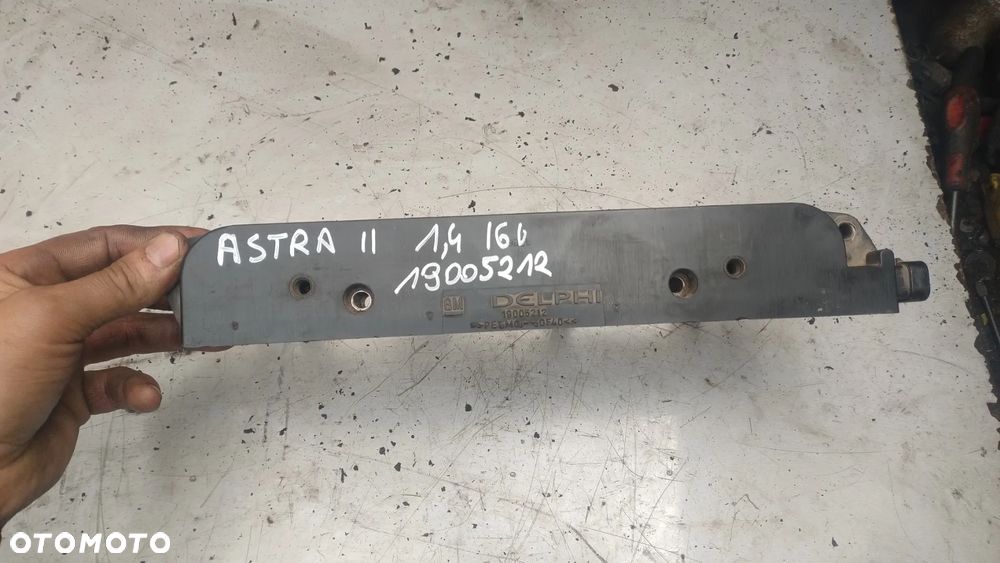 ASTRA II 1,4 16V
19005212
GM DELPHI
19005212
OTOMOTO